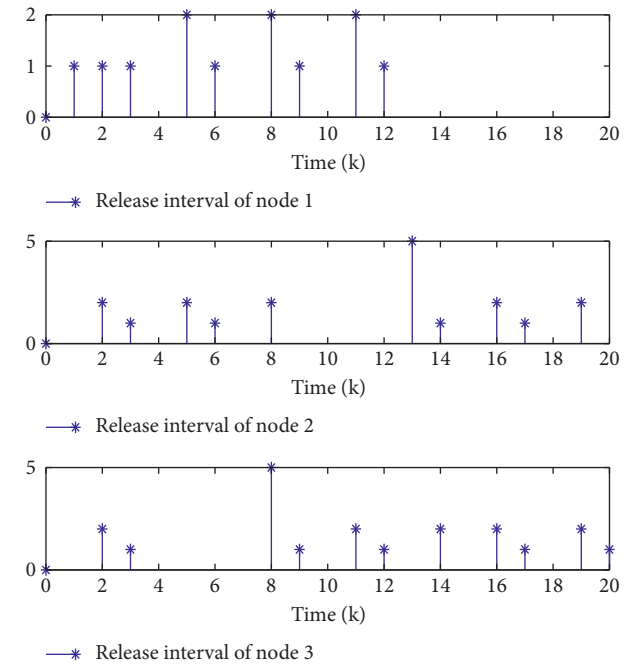 2
1
0
0 2 4 6 8 10 12 14 16 18 20
Time (k)
Release interval of node 1
5
0
0 2 4 6 8 10 12 14 16 18 20
Time (k)
Release interval of node 2
5
0
0 2 4 6 8 10 12 14 16 18 20
Time (k)
Release interval of node 3